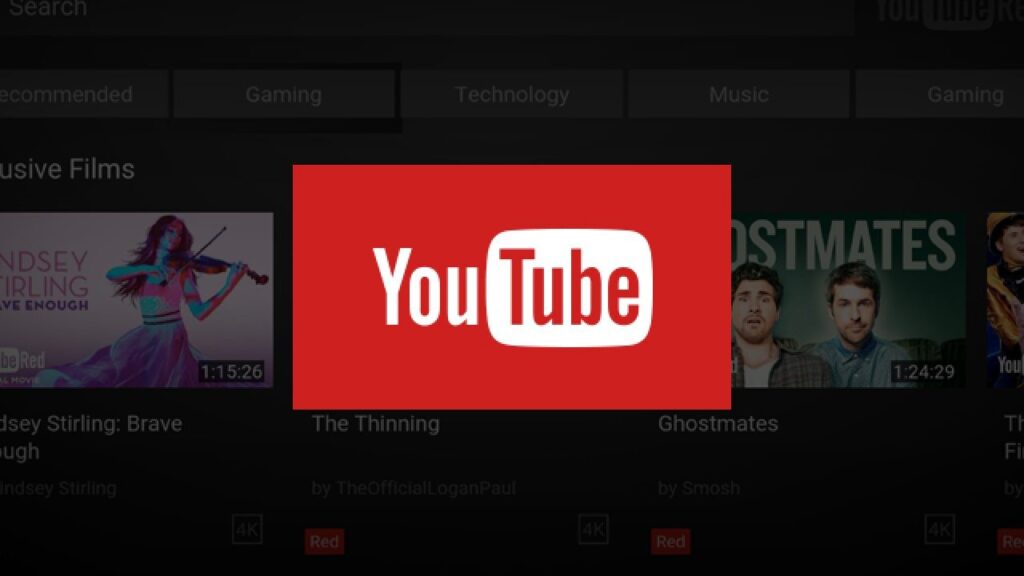 Search
YouTube Re
ecommended
Gaming
Technology
Music
Gaming
usive Films
NDSEY
TIRLING
AVE ENOUGH
beRed
AL MOVIE
1:15:26
YouTube
OSTMATES
d
1:24:29
You
dsey Stirling: Brave
ough
The Thinning
Ghostmates
Th
Fi
indsey Stirling
by TheOfficialLoganPaul
by Smosh
by
4K
Red
4K
Red
4K
Re